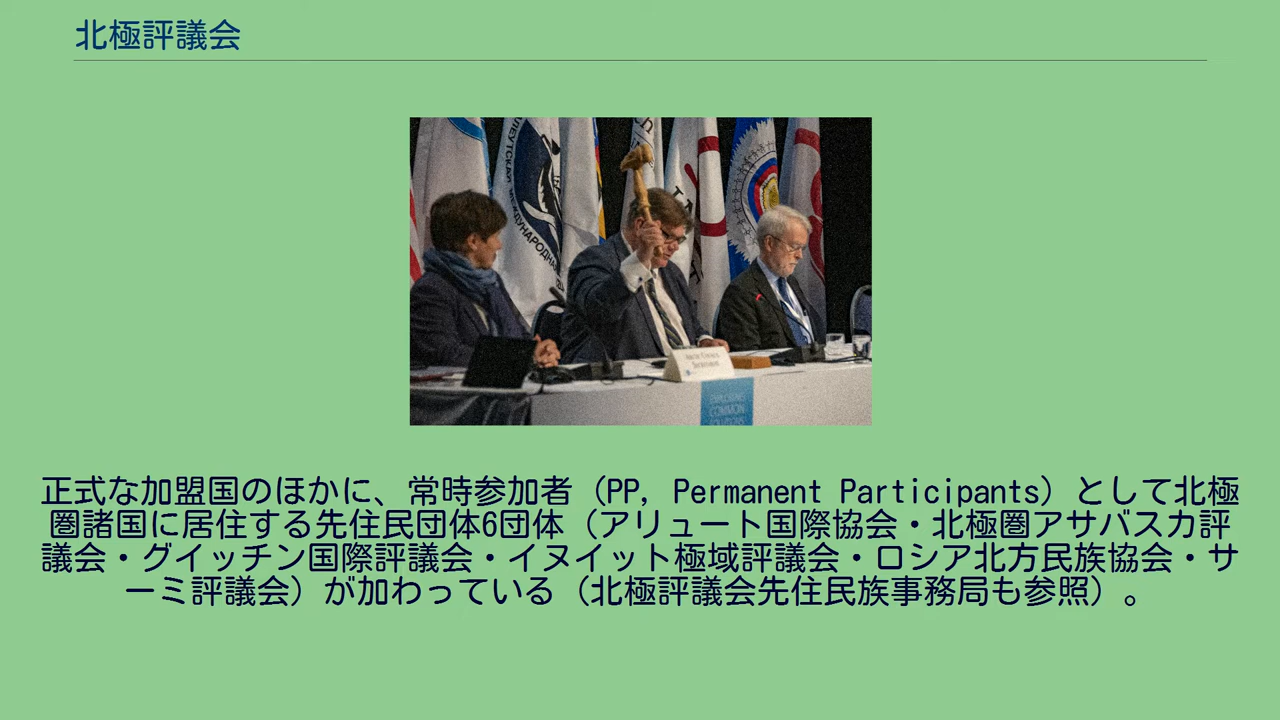 北極評議会
АЛЕУТСКАЯ МЕЖДУНАРОДНАЯ
COMMON
正式な加盟国のほかに、常時参加者（PP, Permanent Participants）として北極
圏諸国に居住する先住民団体6団体（アリュート国際協会・北極圏アサバスカ評
議会・グイッチン国際評議会・イヌイット極域評議会・ロシア北方民族協会・サ
ーミ評議会）が加わっている（北極評議会先住民族事務局も参照）。